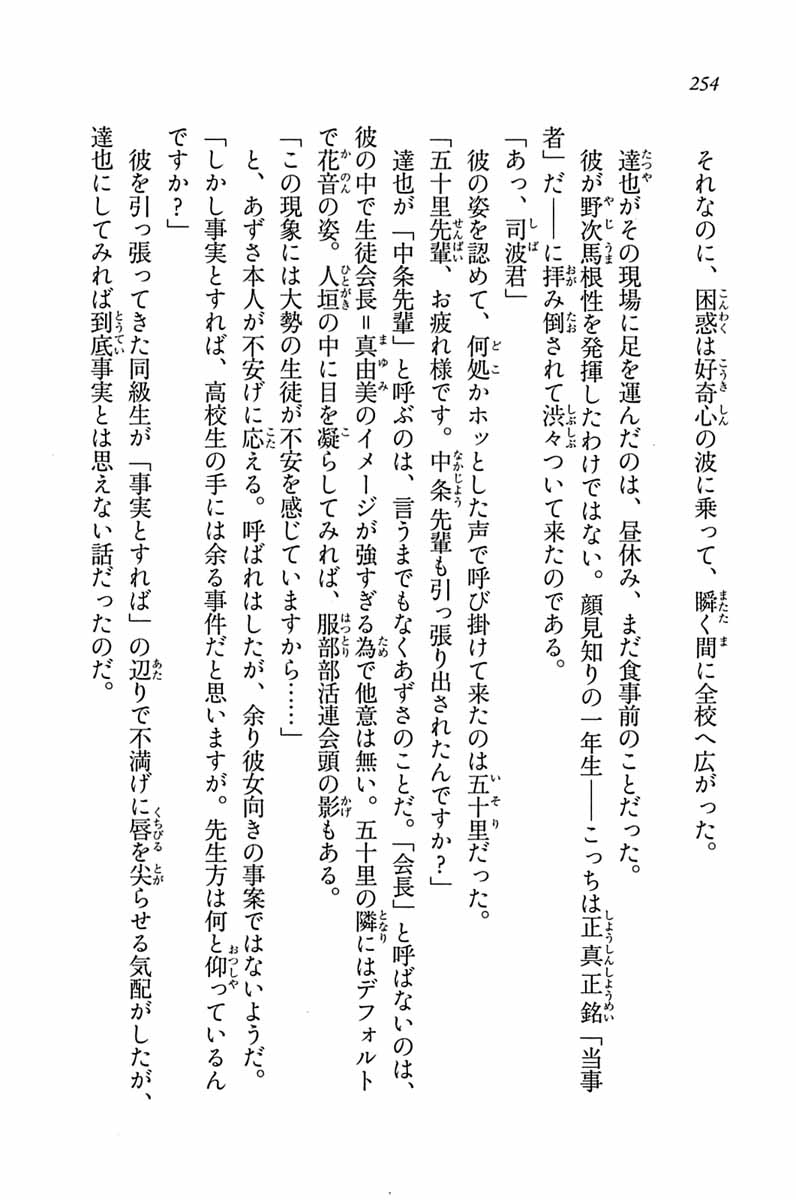 254
それなのに、困惑は好奇心の波に乗って、瞬く間に全校へ広がった。
達也がその現場に足を運んだのは、昼休み、まだ食事前のことだった。
彼が野次馬根性を発揮したわけではない。顔見知りの一年生――こっちは正真正銘「当事
者」だ――に拝み倒されて渋々ついて来たのである。
「あっ、司波君」
彼の姿を認めて、何処かホッとした声で呼び掛けて来たのは五十里だった。
「五十里先輩、お疲れ様です。中条先輩も引っ張り出されたんですか？」
達也が「中条先輩」と呼ぶのは、言うまでもなくあずさのことだ。「会長」と呼ばないのは、
彼の中で生徒会長＝真由美のイメージが強すぎる為で他意は無い。五十里の隣にはデフォルト
で花音の姿。人垣の中に目を凝らしてみれば、服部部活連会頭の影もある。
「この現象には大勢の生徒が不安を感じていますから……」
と、あずさ本人が不安げに応える。呼ばれはしたが、余り彼女向きの事案ではないようだ。
「しかし事実とすれば、高校生の手には余る事件だと思いますが。先生方は何と仰っているん
ですか？」
彼を引っ張ってきた同級生が「事実とすれば」の辺りで不満げに唇を尖らせる気配がしたが、
達也にしてみれば到底事実とは思えない話だったのだ。